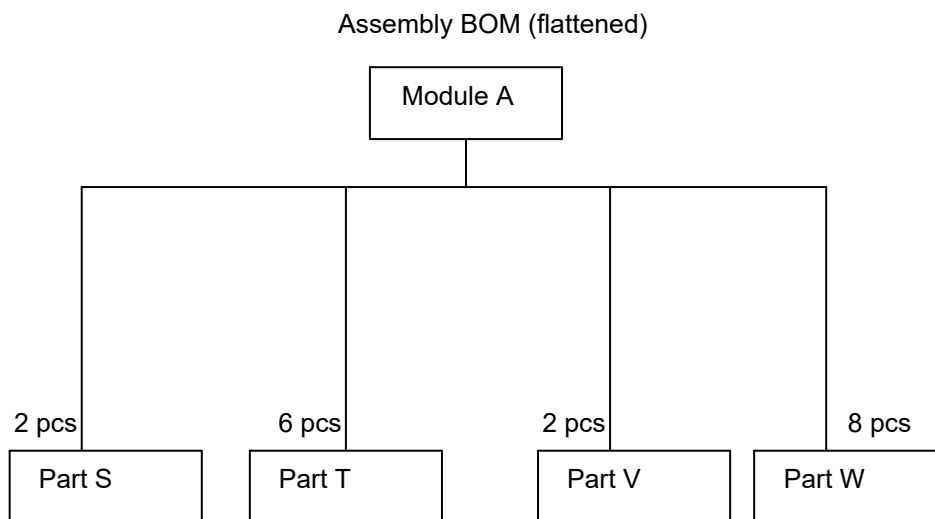 Assembly BOM (flattened)
Module A
2 pcs
6 pcs
2 pcs
8 pcs
Part S
Part T
Part V
Part W